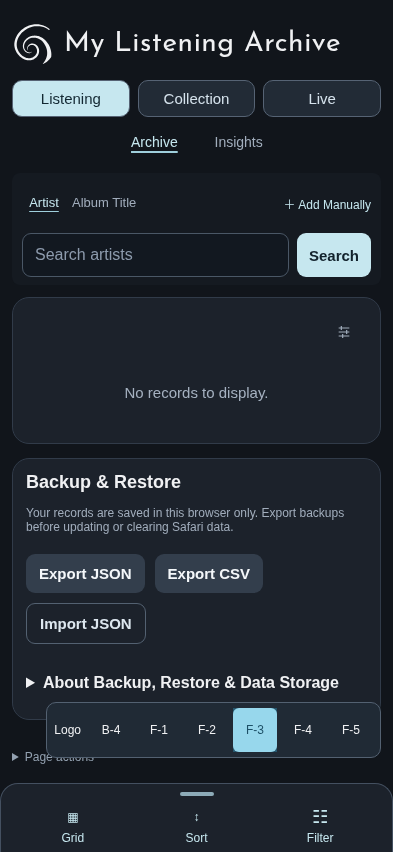 My Listening Archive
Listening Collection Live
Archive Insights
Artist Album Title + Add Manually
Search artists Search
No records to display.
Backup & Restore
Your records are saved in this browser only. Export backups
before updating or clearing Safari data.
Export JSON Export CSV
Import JSON
About Backup, Restore & Data Storage
Logo B-4 F-1 F-2 F-3 F-4 F-5
Page actions
Grid Sort Filter